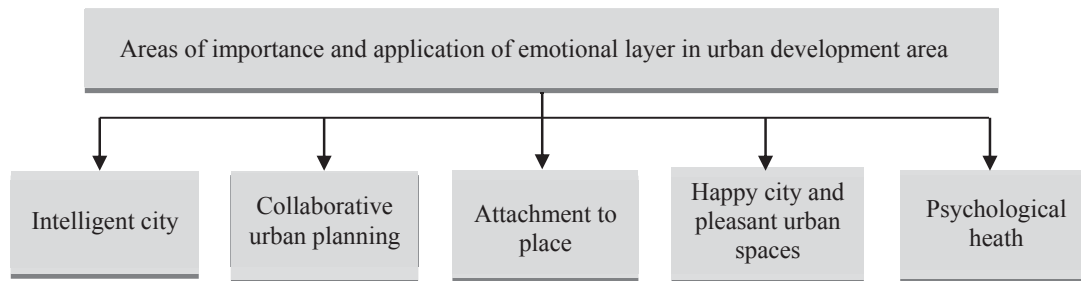 Areas of importance and application of emotional layer in urban development area
Intelligent city
Collaborative
urban planning
Attachment to
place
Happy city and
pleasant urban
spaces
Psychological
heath